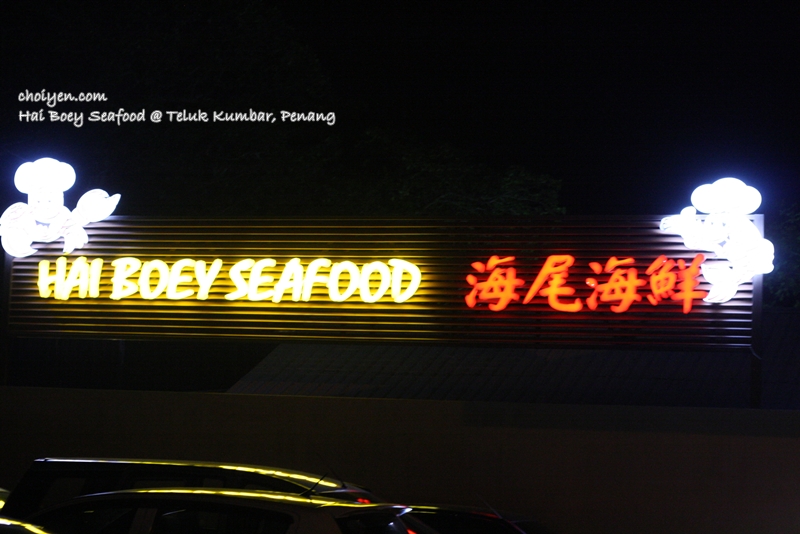 choiyen.com
Hai Boey Seafood @ Teluk Kumbar, Penang
HAI BOEY SEAFOOD 海尾海鮮